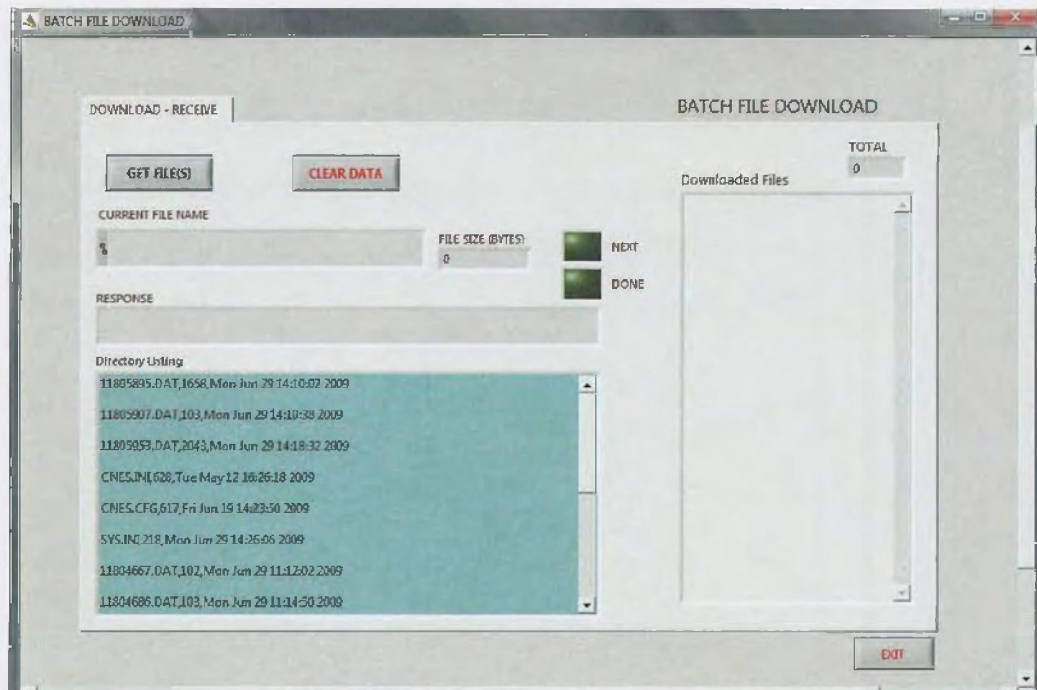 BATCH FILE DOWNLOAD
DOWNLOAD - RECEIVE
BATCH FILE DOWNLOAD
GET FILE(S)
CLEAR DATA
TOTAL
0
Downloaded Files
CURRENT FILE NAME
%
FILE SIZE (BYTES)
0
NEXT
DONE
RESPONSE
Directory Listing
11805895.DAT,1658,Mon Jun 29 14:10:02 2009
11805907.DAT,103,Mon Jun 29 14:10:38 2009
11805953.DAT,2043,Mon Jun 29 14:18:32 2009
CNES.INI,628,Tue May 12 16:26:18 2009
CNES.CFG,617,Fri Jun 19 14:23:50 2009
SYS.INI,218,Mon Jun 29 14:26:06 2009
11804667.DAT,102,Mon Jun 29 11:12:02 2009
11804686.DAT,103,Mon Jun 29 11:14:50 2009
EXIT